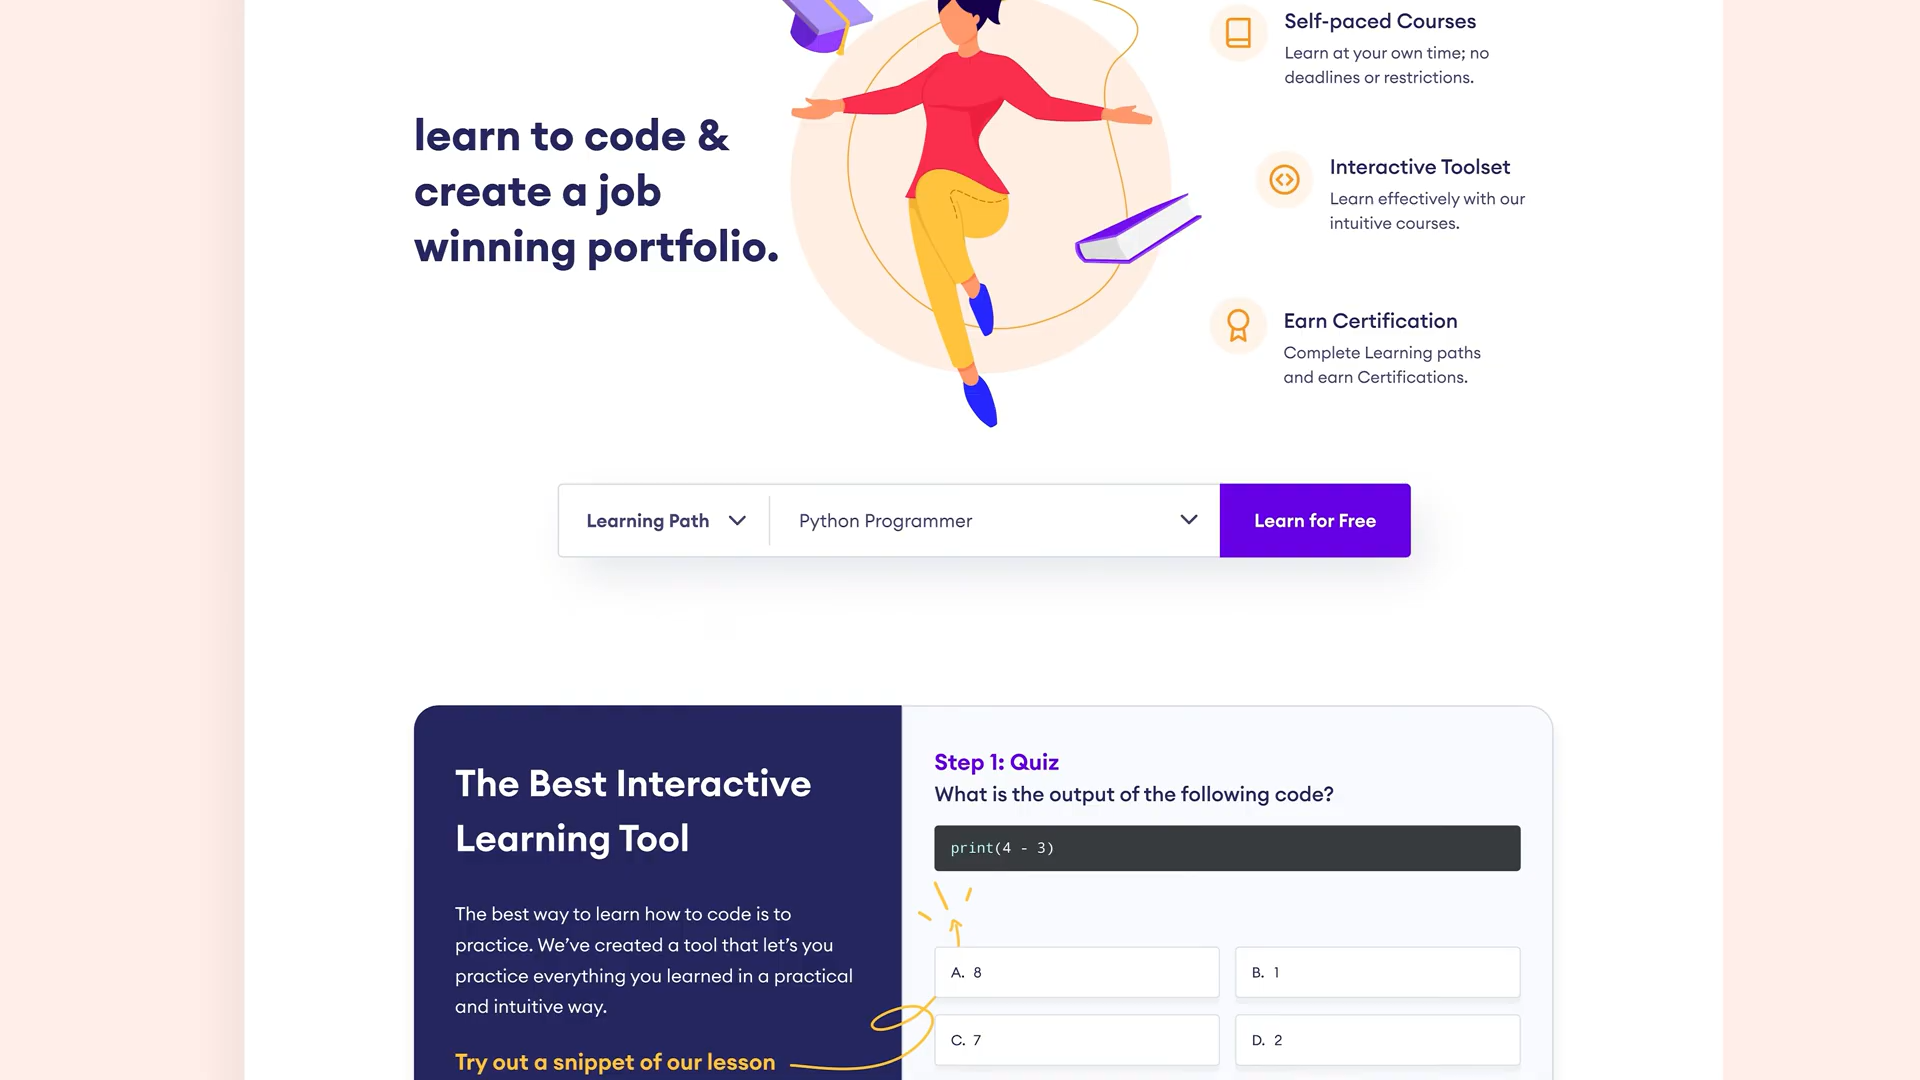 learn to code &
create a job
winning portfolio.
Self-paced Courses
Learn at your own time; no
deadlines or restrictions.
Interactive Toolset
Learn effectively with our
intuitive courses.
Earn Certification
Complete Learning paths
and earn Certifications.
Learning Path
Python Programmer
Learn for Free
The Best Interactive
Learning Tool
The best way to learn how to code is to
practice. We’ve created a tool that let’s you
practice everything you learned in a practical
and intuitive way.
Try out a snippet of our lesson
Step 1: Quiz
What is the output of the following code?
print(4 - 3)
A. 8
B. 1
C. 7
D. 2